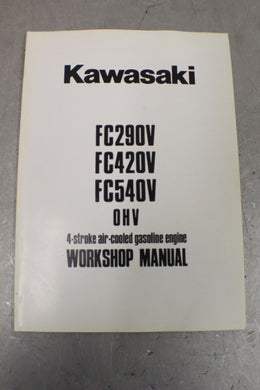 Kawasaki
FC290V
FC420V
FC540V
OHV
4-stroke air-cooled gasoline engine
WORKSHOP MANUAL